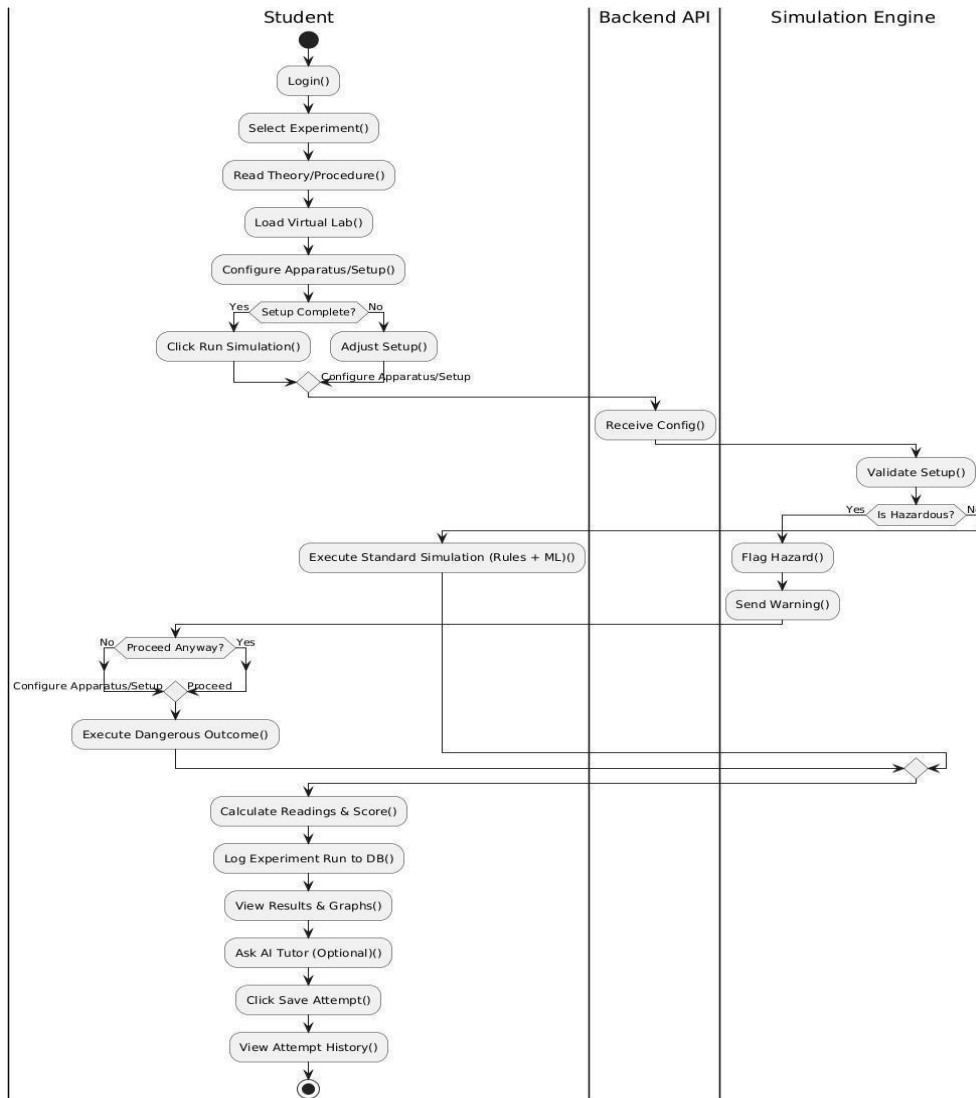 Student
Backend API
Simulation Engine
Login()
Select Experiment()
Read Theory/Procedure()
Load Virtual Lab()
Configure Apparatus/Setup()
Yes
Setup Complete?
No
Click Run Simulation()
Adjust Setup()
Configure Apparatus/Setup
Receive Config()
Validate Setup()
Yes
Is Hazardous?
No
Execute Standard Simulation (Rules + ML)()
Flag Hazard()
Send Warning()
No
Proceed Anyway?
Yes
Configure Apparatus/Setup
Proceed
Execute Dangerous Outcome()
Calculate Readings & Score()
Log Experiment Run to DB()
View Results & Graphs()
Ask AI Tutor (Optional)()
Click Save Attempt()
View Attempt History()